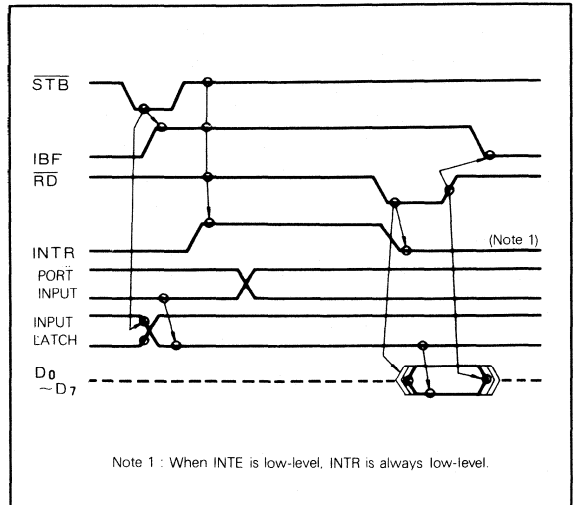 STB
IBF
RD
INTR
(Note 1)
PORT
INPUT
INPUT
LATCH
D0
~D7
Note 1 : When INTE is low-level, INTR is always low-level.